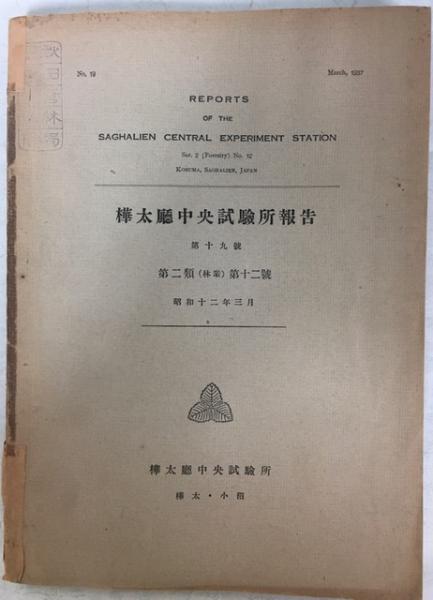 No. 19
March, 1937
REPORTS
OF THE
SAGHALIEN CENTRAL EXPERIMENT STATION
Ser. 2 (Forestry) No. 12
KONUMA, SAGHALIEN, JAPAN
樺太廳中央試驗所報告
第十九號
第二類(林業)第十二號
昭和十二年三月
樺太廳中央試驗所
樺太・小沼